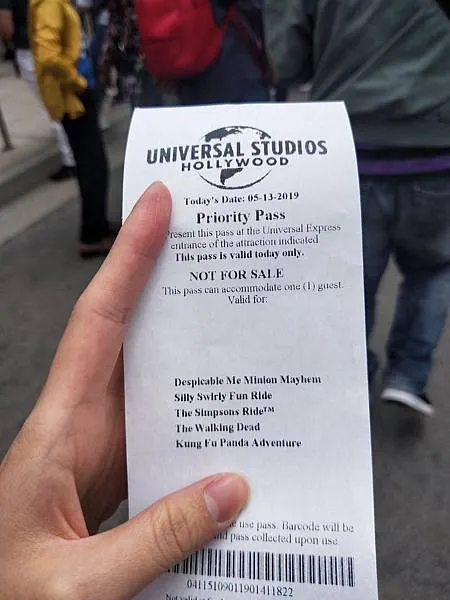 UNIVERSAL STUDIOS
HOLLYWOOD
Today's Date: 05-13-2019
Priority Pass
Present this pass at the Universal Express
entrance of the attraction indicated
This pass is valid today only.
NOT FOR SALE
This pass can accommodate one (1) guest.
Valid for:
Despicable Me Minion Mayhem
Silly Swirly Fun Ride
The Simpsons Ride™
The Walking Dead
Kung Fu Panda Adventure
use pass. Barcode will be
pass collected upon use.
04115109011901411822
Not valid